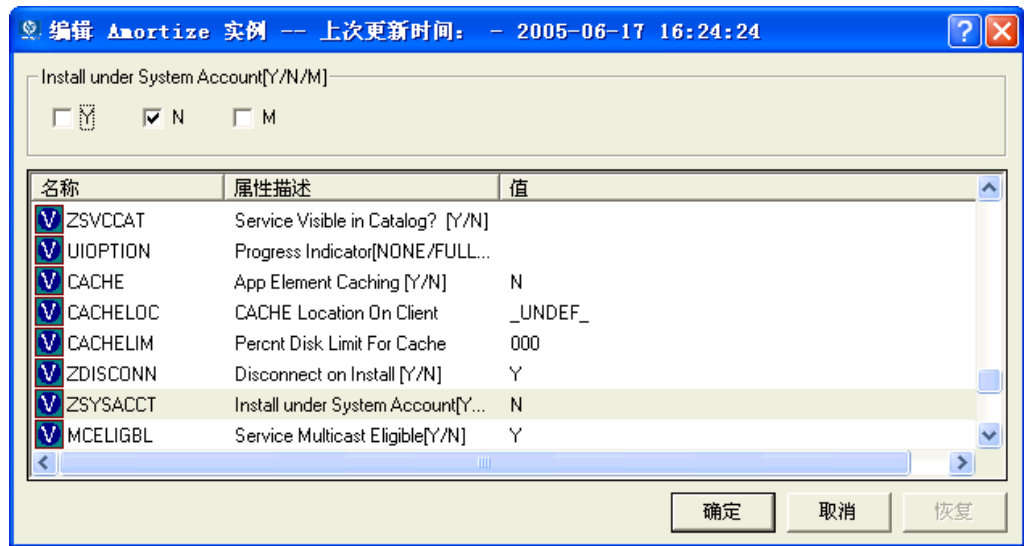 编辑 Amortize 实例 -- 上次更新时间: - 2005-06-17 16:24:24
Install under System Account[Y/N/M]
Y N M
名称 属性描述 值
ZSVCCAT Service Visible in Catalog? [Y/N]
UIOPTION Progress Indicator[NONE/FULL...
CACHE App Element Caching [Y/N] N
CACHELOC CACHE Location On Client _UNDEF_
CACHELIM Percnt Disk Limit For Cache 000
ZDISCONN Disconnect on Install [Y/N] Y
ZSYSACCT Install under System Account[Y... N
MCELIGBL Service Multicast Eligible[Y/N] Y
确定 取消 恢复